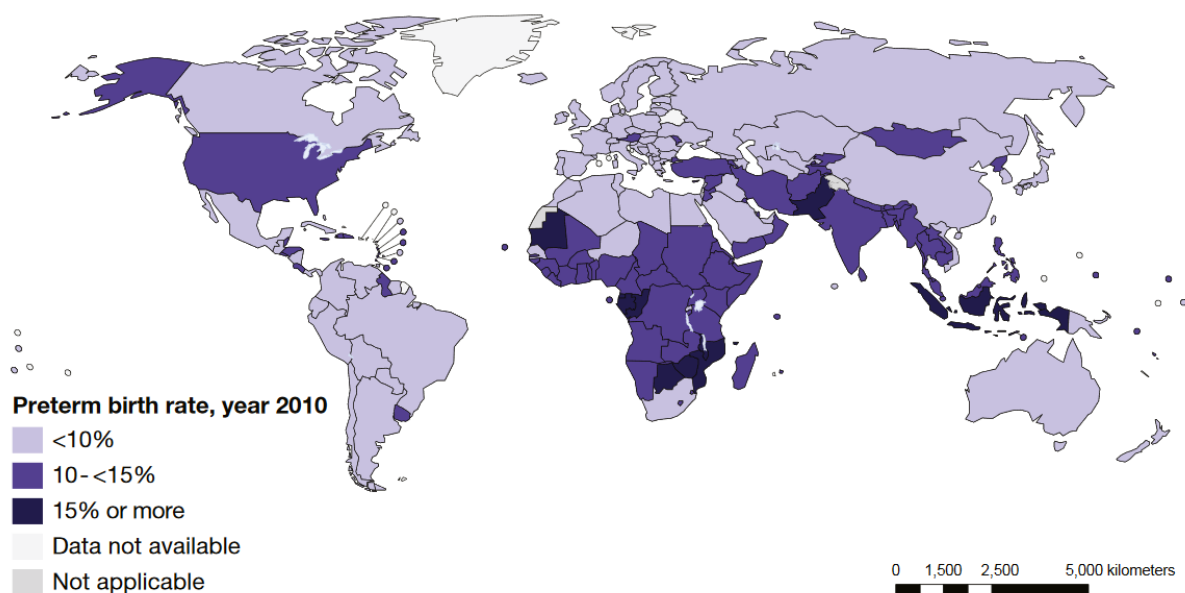 Preterm birth rate, year 2010
<10%
10-<15%
15% or more
Data not available
Not applicable
0 1,500 2,500 5,000 kilometers